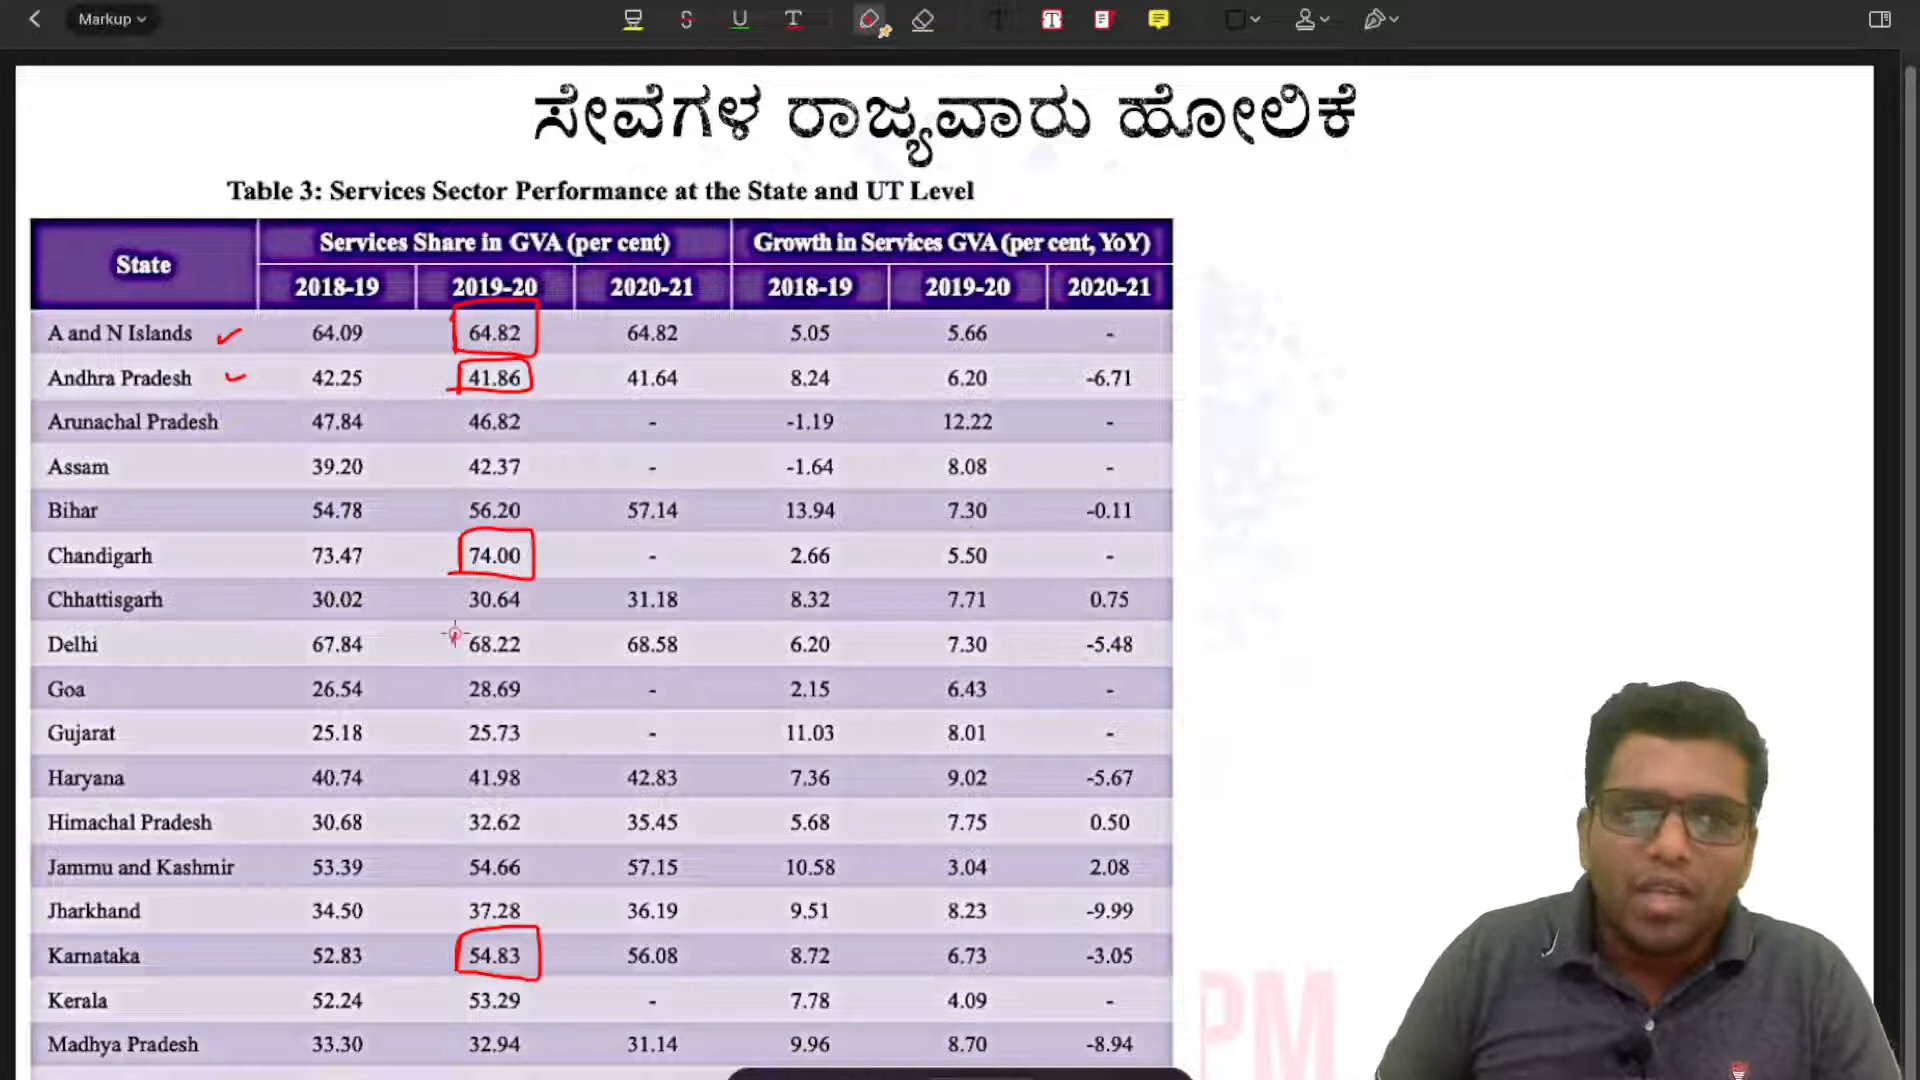 Markup
ಸೇವೆಗಳ ರಾಜ್ಯವಾರು ಹೋಲಿಕೆ
Table 3: Services Sector Performance at the State and UT Level
State Services Share in GVA (per cent) Growth in Services GVA (per cent, YoY)
2018-19 2019-20 2020-21 2018-19 2019-20 2020-21
A and N Islands 64.09 64.82 64.82 5.05 5.66 -
Andhra Pradesh 42.25 41.86 41.64 8.24 6.20 -6.71
Arunachal Pradesh 47.84 46.82 - -1.19 12.22 -
Assam 39.20 42.37 - -1.64 8.08 -
Bihar 54.78 56.20 57.14 13.94 7.30 -0.11
Chandigarh 73.47 74.00 - 2.66 5.50 -
Chhattisgarh 30.02 30.64 31.18 8.32 7.71 0.75
Delhi 67.84 68.22 68.58 6.20 7.30 -5.48
Goa 26.54 28.69 - 2.15 6.43 -
Gujarat 25.18 25.73 - 11.03 8.01 -
Haryana 40.74 41.98 42.83 7.36 9.02 -5.67
Himachal Pradesh 30.68 32.62 35.45 5.68 7.75 0.50
Jammu and Kashmir 53.39 54.66 57.15 10.58 3.04 2.08
Jharkhand 34.50 37.28 36.19 9.51 8.23 -9.99
Karnataka 52.83 54.83 56.08 8.72 6.73 -3.05
Kerala 52.24 53.29 - 7.78 4.09 -
Madhya Pradesh 33.30 32.94 31.14 9.96 8.70 -8.94
PM